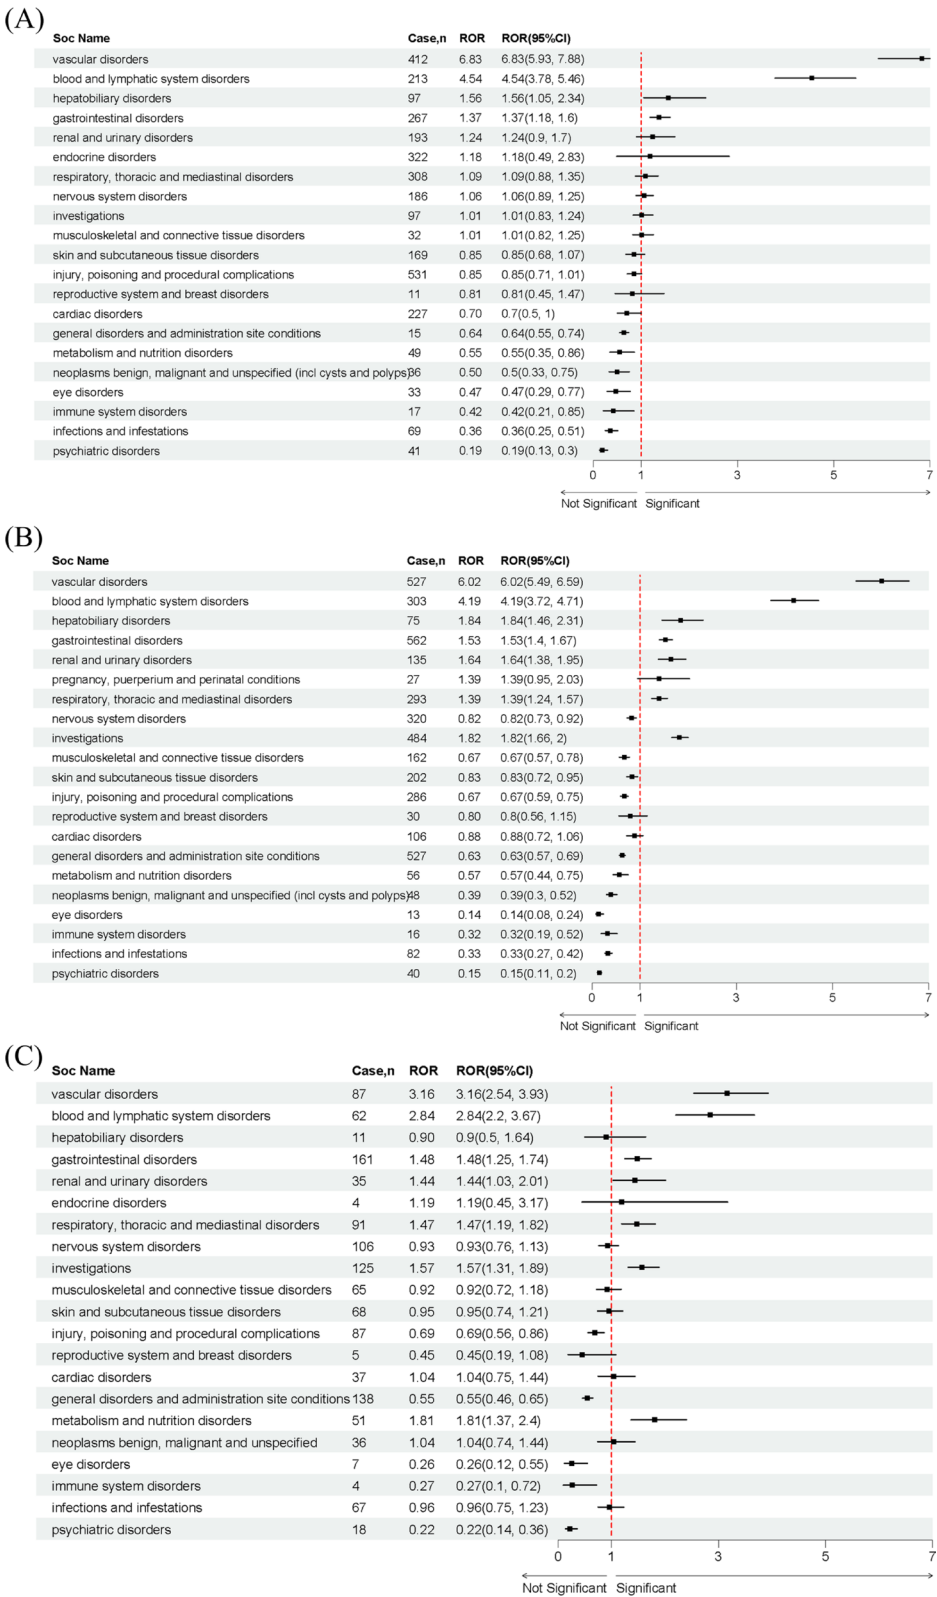 (A)
Soc Name Case,n ROR ROR(95%CI)
vascular disorders 412 6.83 6.83(5.93, 7.88)
blood and lymphatic system disorders 213 4.54 4.54(3.78, 5.46)
hepatobiliary disorders 97 1.56 1.56(1.05, 2.34)
gastrointestinal disorders 267 1.37 1.37(1.18, 1.6)
renal and urinary disorders 193 1.24 1.24(0.9, 1.7)
endocrine disorders 322 1.18 1.18(0.49, 2.83)
respiratory, thoracic and mediastinal disorders 308 1.09 1.09(0.88, 1.35)
nervous system disorders 186 1.06 1.06(0.89, 1.25)
investigations 97 1.01 1.01(0.83, 1.24)
musculoskeletal and connective tissue disorders 32 1.01 1.01(0.82, 1.25)
skin and subcutaneous tissue disorders 169 0.85 0.85(0.68, 1.07)
injury, poisoning and procedural complications 531 0.85 0.85(0.71, 1.01)
reproductive system and breast disorders 11 0.81 0.81(0.45, 1.47)
cardiac disorders 227 0.70 0.7(0.5, 1)
general disorders and administration site conditions 15 0.64 0.64(0.55, 0.74)
metabolism and nutrition disorders 49 0.55 0.55(0.35, 0.86)
neoplasms benign, malignant and unspecified (incl cysts and polyps) 0.50 0.5(0.33, 0.75)
eye disorders 33 0.47 0.47(0.29, 0.77)
immune system disorders 17 0.42 0.42(0.21, 0.85)
infections and infestations 69 0.36 0.36(0.25, 0.51)
psychiatric disorders 41 0.19 0.19(0.13, 0.3)
0 1 3 5 7
Not Significant Significant
(B)
Soc Name Case,n ROR ROR(95%CI)
vascular disorders 527 6.02 6.02(5.49, 6.59)
blood and lymphatic system disorders 303 4.19 4.19(3.72, 4.71)
hepatobiliary disorders 75 1.84 1.84(1.46, 2.31)
gastrointestinal disorders 562 1.53 1.53(1.4, 1.67)
renal and urinary disorders 135 1.64 1.64(1.38, 1.95)
pregnancy, puerperium and perinatal conditions 27 1.39 1.39(0.95, 2.03)
respiratory, thoracic and mediastinal disorders 293 1.39 1.39(1.24, 1.57)
nervous system disorders 320 0.82 0.82(0.73, 0.92)
investigations 484 1.82 1.82(1.66, 2)
musculoskeletal and connective tissue disorders 162 0.67 0.67(0.57, 0.78)
skin and subcutaneous tissue disorders 202 0.83 0.83(0.72, 0.95)
injury, poisoning and procedural complications 286 0.67 0.67(0.59, 0.75)
reproductive system and breast disorders 30 0.80 0.8(0.56, 1.15)
cardiac disorders 106 0.88 0.88(0.72, 1.06)
general disorders and administration site conditions 527 0.63 0.63(0.57, 0.69)
metabolism and nutrition disorders 56 0.57 0.57(0.44, 0.75)
neoplasms benign, malignant and unspecified (incl cysts and polyps) 48 0.39 0.39(0.3, 0.52)
eye disorders 13 0.14 0.14(0.08, 0.24)
immune system disorders 16 0.32 0.32(0.19, 0.52)
infections and infestations 82 0.33 0.33(0.27, 0.42)
psychiatric disorders 40 0.15 0.15(0.11, 0.2)
0 1 3 5 7
Not Significant Significant
(C)
Soc Name Case,n ROR ROR(95%CI)
vascular disorders 87 3.16 3.16(2.54, 3.93)
blood and lymphatic system disorders 62 2.84 2.84(2.2, 3.67)
hepatobiliary disorders 11 0.90 0.9(0.5, 1.64)
gastrointestinal disorders 161 1.48 1.48(1.25, 1.74)
renal and urinary disorders 35 1.44 1.44(1.03, 2.01)
endocrine disorders 4 1.19 1.19(0.45, 3.17)
respiratory, thoracic and mediastinal disorders 91 1.47 1.47(1.19, 1.82)
nervous system disorders 106 0.93 0.93(0.76, 1.13)
investigations 125 1.57 1.57(1.31, 1.89)
musculoskeletal and connective tissue disorders 65 0.92 0.92(0.72, 1.18)
skin and subcutaneous tissue disorders 68 0.95 0.95(0.74, 1.21)
injury, poisoning and procedural complications 87 0.69 0.69(0.56, 0.86)
reproductive system and breast disorders 5 0.45 0.45(0.19, 1.08)
cardiac disorders 37 1.04 1.04(0.75, 1.44)
general disorders and administration site conditions 138 0.55 0.55(0.46, 0.65)
metabolism and nutrition disorders 51 1.81 1.81(1.37, 2.4)
neoplasms benign, malignant and unspecified 36 1.04 1.04(0.74, 1.44)
eye disorders 7 0.26 0.26(0.12, 0.55)
immune system disorders 4 0.27 0.27(0.1, 0.72)
infections and infestations 67 0.96 0.96(0.75, 1.23)
psychiatric disorders 18 0.22 0.22(0.14, 0.36)
0 1 3 5 7
Not Significant Significant